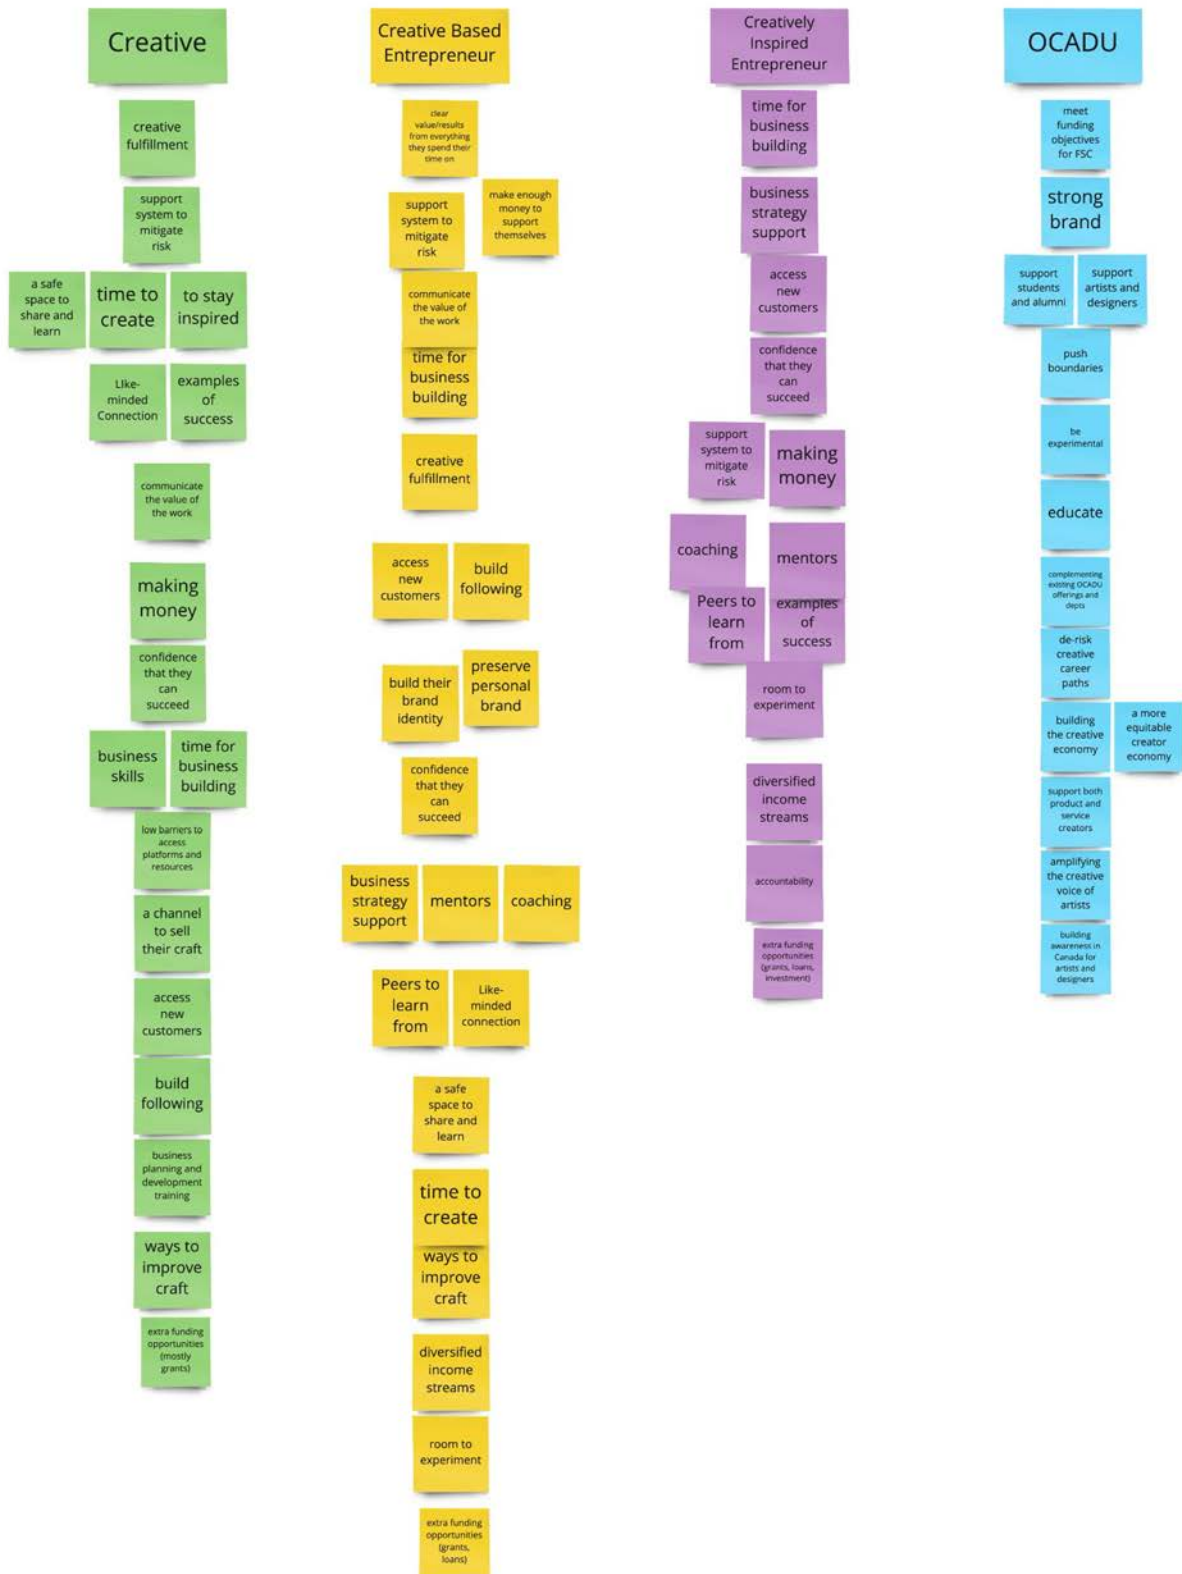 Creative
creative
fulfillment
support
system to
mitigate
risk
a safe
space to
share and
learn
time to
create
to stay
inspired
LIke-
minded
Connection
examples
of
success
communicate
the value of
the work
making
money
confidence
that they
can
succeed
business
skills
time for
business
building
low barriers to
access
platforms and
resources
a channel
to sell
their craft
access
new
customers
build
following
business
planning and
development
training
ways to
improve
craft
extra funding
opportunities
(mostly
grants)
Creative Based
Entrepreneur
clear
value/results
from everything
they spend their
time on
support
system to
mitigate
risk
make enough
money to
support
themselves
communicate
the value of
the work
time for
business
building
creative
fulfillment
access
new
customers
build
following
build their
brand
identity
preserve
personal
brand
confidence
that they
can
succeed
business
strategy
support
mentors
coaching
Peers to
learn
from
Like-
minded
connection
a safe
space to
share and
learn
time to
create
ways to
improve
craft
diversified
income
streams
room to
experiment
extra funding
opportunities
(grants,
loans)
Creatively
Inspired
Entrepreneur
time for
business
building
business
strategy
support
access
new
customers
confidence
that they
can
succeed
support
system to
mitigate
risk
making
money
coaching
mentors
Peers to
learn
from
examples
of
success
room to
experiment
diversified
income
streams
accountability
extra funding
opportunities
(grants, loans,
investment)
OCADU
meet
funding
objectives
for FSC
strong
brand
support
students
and alumni
support
artists and
designers
push
boundaries
be
experimental
educate
complementing
existing OCADU
offerings and
depts
de-risk
creative
career
paths
building
the creative
economy
a more
equitable
creator
economy
support both
product and
service
creators
amplifying
the creative
voice of
artists
building
awareness in
Canada for
artists and
designers